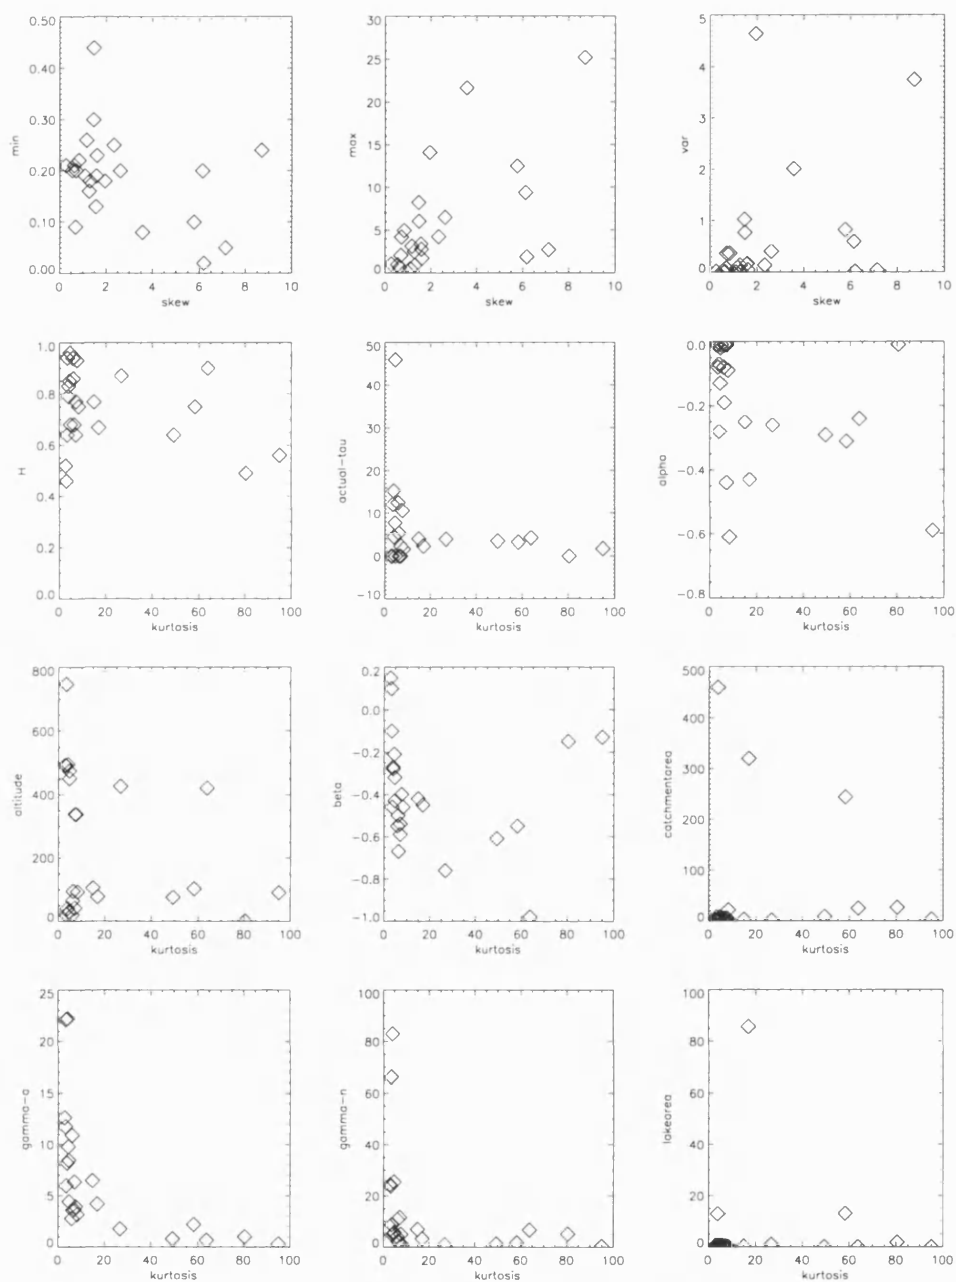 0.50
0.40
0.30
0.20
0.10
0.00
min
0 2 4 6 8 10
skew
30
25
20
15
10
5
0
max
0 2 4 6 8 10
skew
5
4
3
2
1
0
var
0 2 4 6 8 10
skew
1.0
0.8
0.6
0.4
0.2
0.0
H
0 20 40 60 80 100
kurtosis
50
40
30
20
10
0
-10
actual-tau
0 20 40 60 80 100
kurtosis
0.0
-0.2
-0.4
-0.6
-0.8
alpha
0 20 40 60 80 100
kurtosis
800
600
400
200
0
altitude
0 20 40 60 80 100
kurtosis
0.2
0.0
-0.2
-0.4
-0.6
-0.8
-1.0
beta
0 20 40 60 80 100
kurtosis
500
400
300
200
100
0
catchmentarea
0 20 40 60 80 100
kurtosis
25
20
15
10
5
0
gamma-a
0 20 40 60 80 100
kurtosis
100
80
60
40
20
0
gamma-n
0 20 40 60 80 100
kurtosis
100
80
60
40
20
0
lakearea
0 20 40 60 80 100
kurtosis